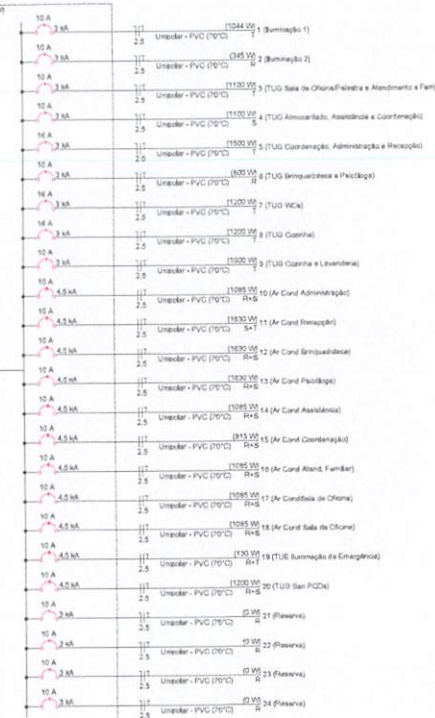 10 A 3 kA 2.5 Unipolar - PVC (70°C) (1044 W) T 1 (Iluminação 1)
10 A 3 kA 2.5 Unipolar - PVC (70°C) (345 W) R 2 (Iluminação 2)
10 A 3 kA 2.5 Unipolar - PVC (70°C) (1100 W) 3 (TUG Sala de Oficina/Palestra e Atendimento a Fam
10 A 3 kA 2.5 Unipolar - PVC (70°C) (1100 W) S 4 (TUG Almoxarifado, Assistência e Coordenação)
16 A 3 kA 2.5 Unipolar - PVC (70°C) (1500 W) T 5 (TUG Coordenação, Administração e Recepção)
10 A 3 kA 2.5 Unipolar - PVC (70°C) (800 W) R 6 (TUG Brinquedoteca e Psicóloga)
16 A 3 kA 2.5 Unipolar - PVC (70°C) (1200 W) T 7 (TUG WCs)
16 A 3 kA 2.5 Unipolar - PVC (70°C) (1200 W) T 8 (TUG Cozinha)
10 A 3 kA 2.5 Unipolar - PVC (70°C) (1000 W) T 9 (TUG Cozinha e Lavanderia)
10 A 4.5 kA 2.5 Unipolar - PVC (70°C) (1085 W) R+S 10 (Ar Cond Administração)
10 A 4.5 kA 2.5 Unipolar - PVC (70°C) (1630 W) S+T 11 (Ar Cond Recepção)
10 A 4.5 kA 2.5 Unipolar - PVC (70°C) (1630 W) R+S 12 (Ar Cond Brinquedoteca)
10 A 4.5 kA 2.5 Unipolar - PVC (70°C) (1630 W) R+S 13 (Ar Cond Psicóloga)
10 A 4.5 kA 2.5 Unipolar - PVC (70°C) (1085 W) R+S 14 (Ar Cond Assistência)
10 A 4.5 kA 2.5 Unipolar - PVC (70°C) (815 W) R+S 15 (Ar Cond Coordenação)
10 A 4.5 kA 2.5 Unipolar - PVC (70°C) (1085 W) R+S 16 (Ar Cond Atend. Familiar)
10 A 4.5 kA 2.5 Unipolar - PVC (70°C) (1085 W) R+S 17 (Ar CondSala de Oficina)
10 A 4.5 kA 2.5 Unipolar - PVC (70°C) (1085 W) R+S 18 (Ar Cond Sala de Oficina)
10 A 4.5 kA 2.5 Unipolar - PVC (70°C) (130 W) R+T 19 (TUE Iluminação de Emergência)
10 A 4.5 kA 2.5 Unipolar - PVC (70°C) (1200 W) R+S 20 (TUG San PCDs)
10 A 3 kA 2.5 Unipolar - PVC (70°C) (0 W) R 21 (Reserva)
10 A 3 kA 2.5 Unipolar - PVC (70°C) (0 W) R 22 (Reserva)
10 A 3 kA 2.5 Unipolar - PVC (70°C) (0 W) R 23 (Reserva)
10 A 3 kA 2.5 Unipolar - PVC (70°C) (0 W) R 24 (Reserva)